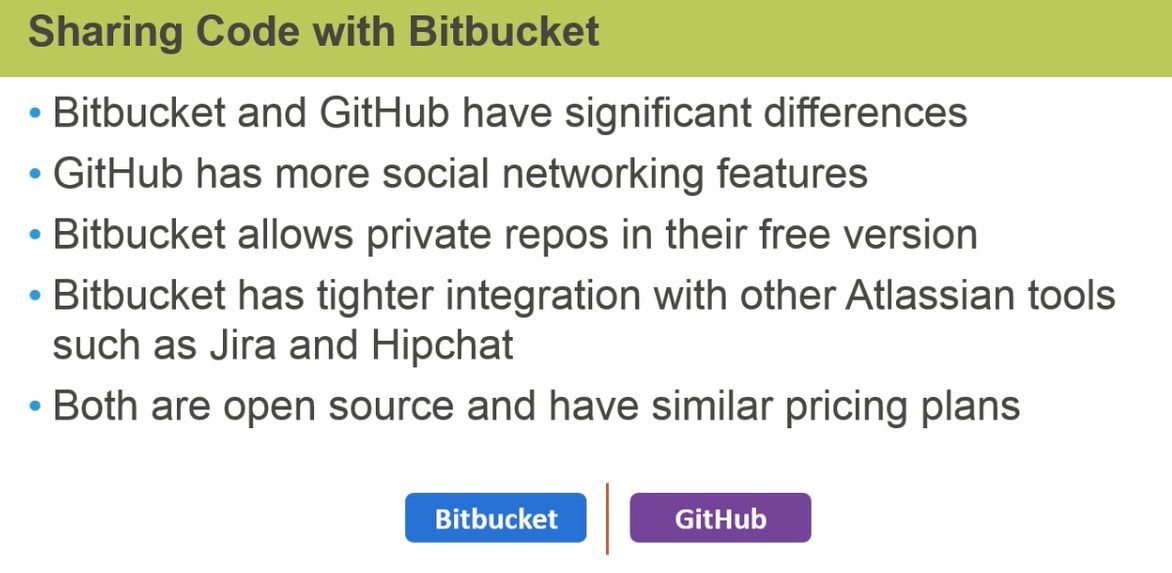 Sharing Code with Bitbucket
• Bitbucket and GitHub have significant differences
• GitHub has more social networking features
• Bitbucket allows private repos in their free version
• Bitbucket has tighter integration with other Atlassian tools
such as Jira and Hipchat
• Both are open source and have similar pricing plans
Bitbucket
GitHub